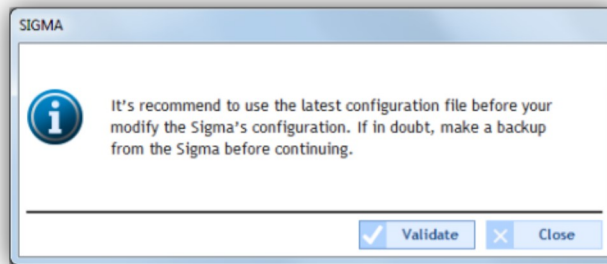 SIGMA
It's recommend to use the latest configuration file before your
modify the Sigma's configuration. If in doubt, make a backup
from the Sigma before continuing.
Validate
Close